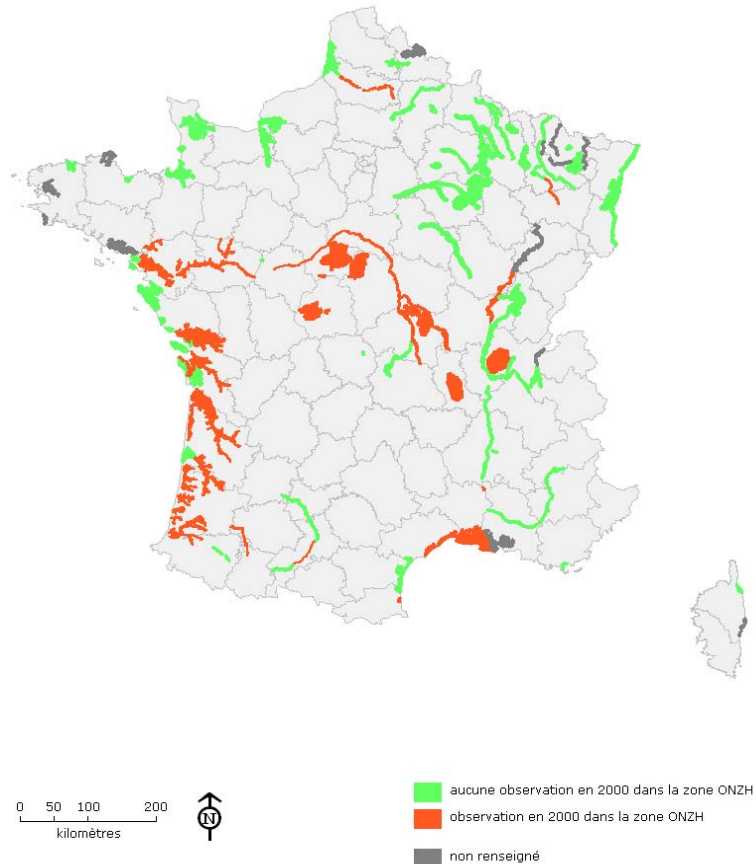 0 50 100 200
kilomètres
N
aucune observation en 2000 dans la zone ONZH
observation en 2000 dans la zone ONZH
non renseigné